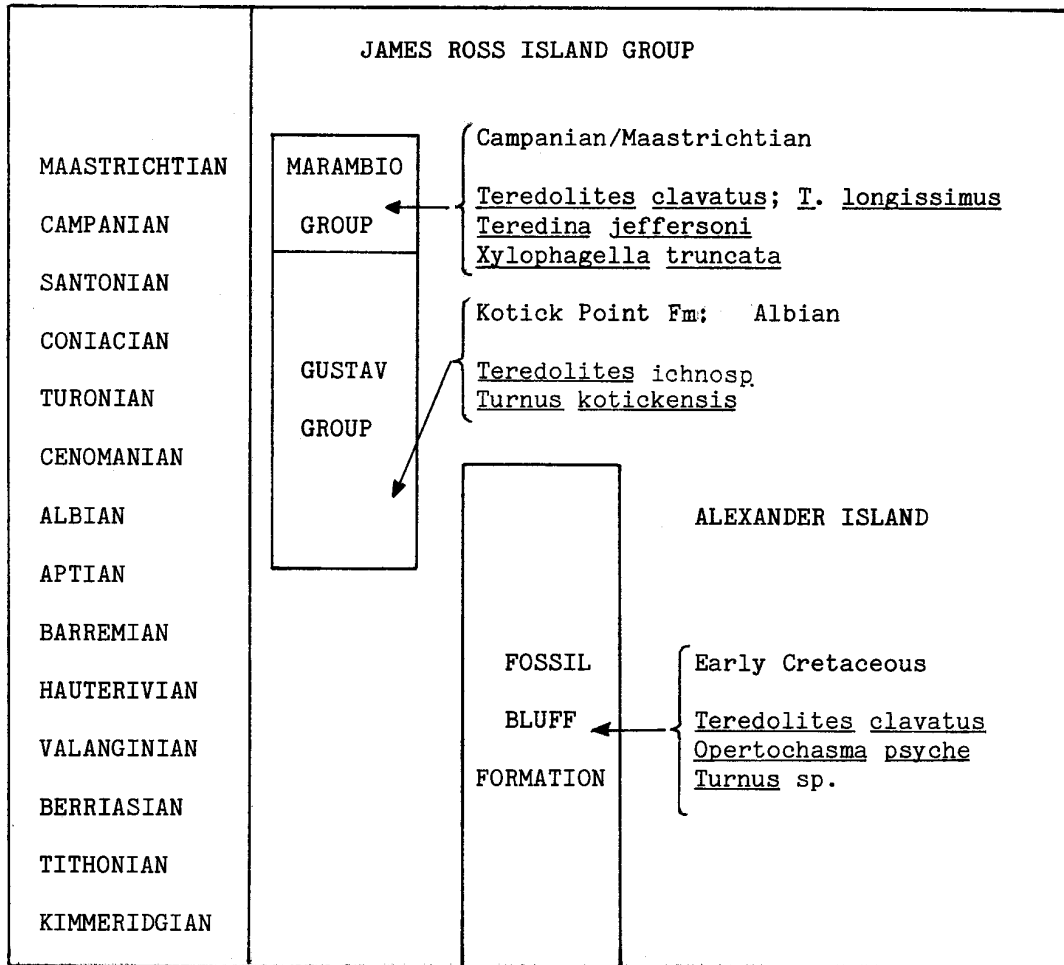 JAMES ROSS ISLAND GROUP
MAASTRICHTIAN
CAMPANIAN
SANTONIAN
CONIACIAN
TURONIAN
CENOMANIAN
ALBIAN
APTIAN
BARREMIAN
HAUTERIVIAN
VALANGINIAN
BERRIASIAN
TITHONIAN
KIMMERIDGIAN
MARAMBIO
GROUP
GUSTAV
GROUP
Campanian/Maastrichtian
Teredolites clavatus; T. longissimus
Teredina jeffersoni
Xylophagella truncata
Kotick Point Fm: Albian
Teredolites ichnosp.
Turnus kotickensis
ALEXANDER ISLAND
FOSSIL
BLUFF
FORMATION
Early Cretaceous
Teredolites clavatus
Opertochasma psyche
Turnus sp.